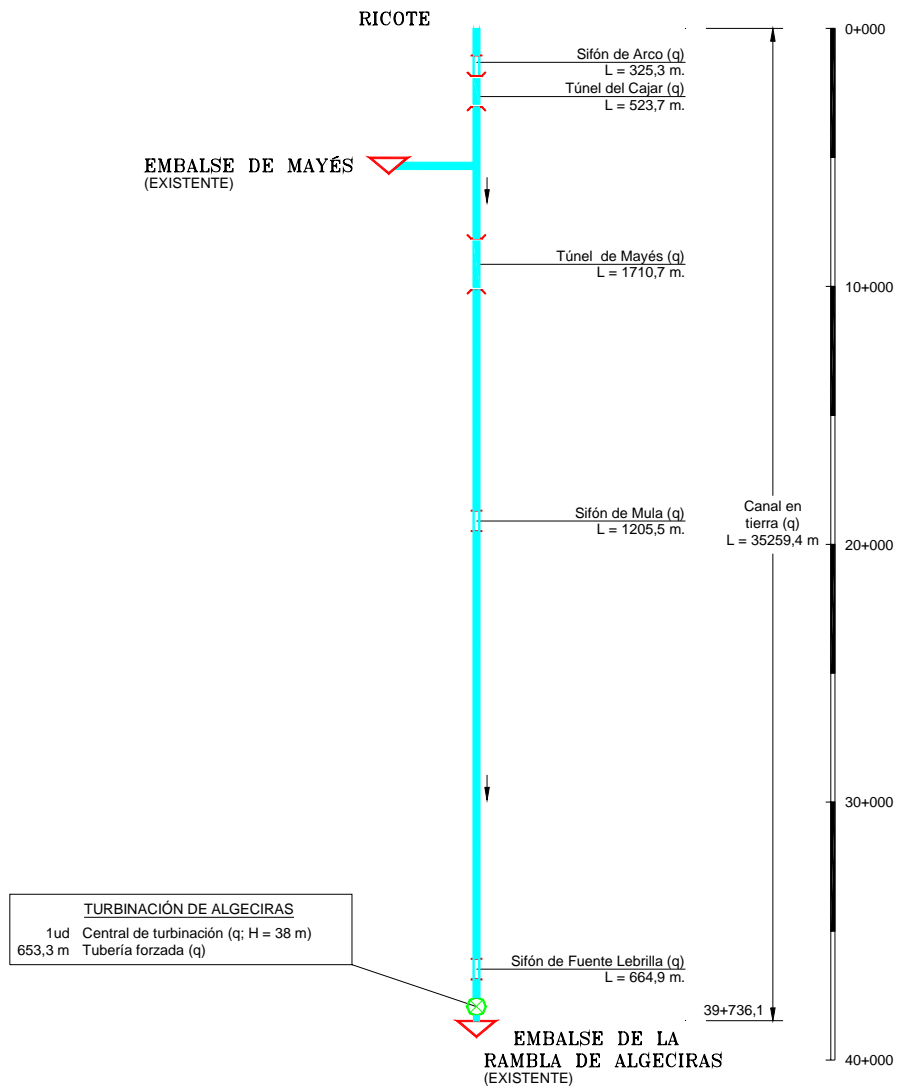 RICOTE
0+000
Sifón de Arco (q)
L = 325,3 m.
Túnel del Cajar (q)
L = 523,7 m.
EMBALSE DE MAYÉS
(EXISTENTE)
Túnel de Mayés (q)
L = 1710,7 m.
10+000
Sifón de Mula (q)
L = 1205,5 m.
Canal en
tierra (q)
L = 35259,4 m
20+000
30+000
TURBINACIÓN DE ALGECIRAS
1ud Central de turbinación (q; H = 38 m)
653,3 m Tubería forzada (q)
Sifón de Fuente Lebrilla (q)
L = 664,9 m.
39+736,1
EMBALSE DE LA
RAMBLA DE ALGECIRAS
(EXISTENTE)
40+000